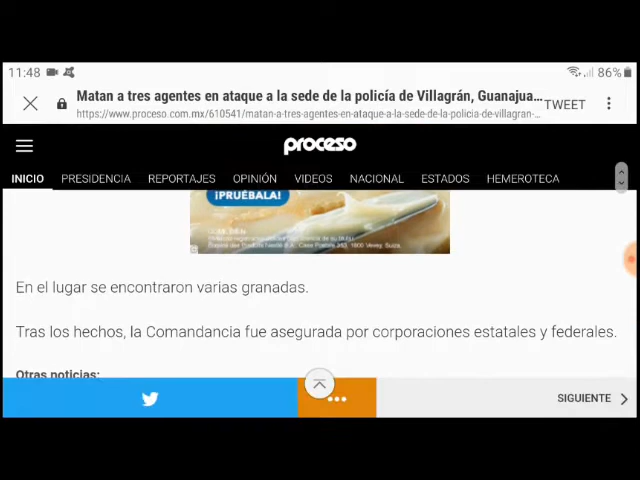 11:48 86%
Matan a tres agentes en ataque a la sede de la policía de Villagrán, Guanajua...
https://www.proceso.com.mx/610541/matan-a-tres-agentes-en-ataque-a-la-sede-de-la-policia-de-villagran-...
TWEET
proceso
INICIO PRESIDENCIA REPORTAJES OPINIÓN VIDEOS NACIONAL ESTADOS HEMEROTECA
¡PRUÉBALA!
1800 Vevey, Suiza.
En el lugar se encontraron varias granadas.
Tras los hechos, la Comandancia fue asegurada por corporaciones estatales y federales.
Otras noticias:
SIGUIENTE